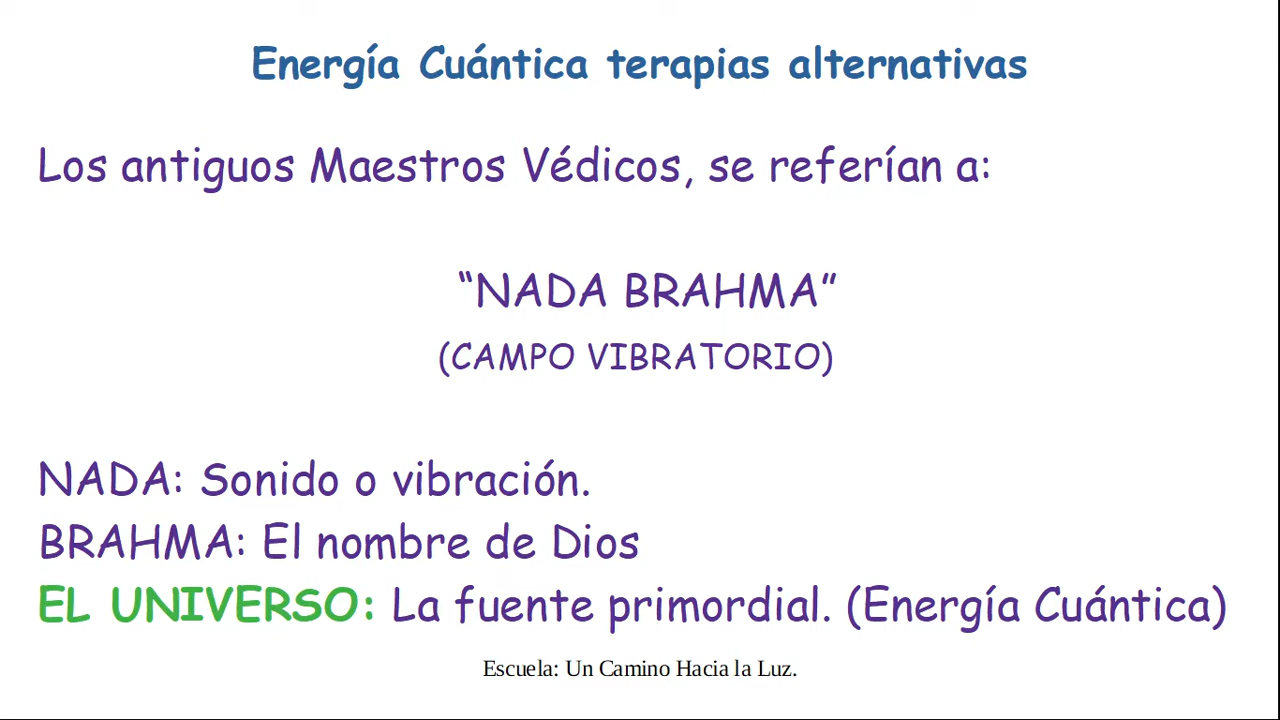 Energía Cuántica terapias alternativas
Los antiguos Maestros Védicos, se referían a:
“NADA BRAHMA”
(CAMPO VIBRATORIO)
NADA: Sonido o vibración.
BRAHMA: El nombre de Dios
EL UNIVERSO: La fuente primordial. (Energía Cuántica)
Escuela: Un Camino Hacia la Luz.